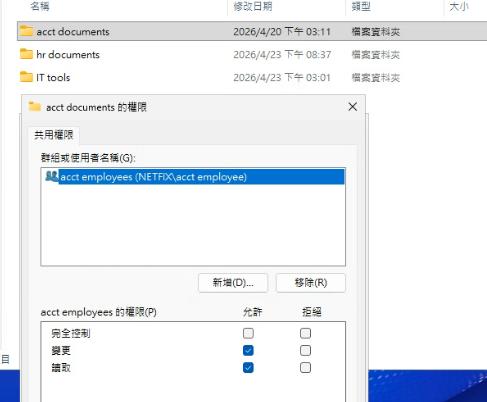 名稱 修改日期 類型 大小
acct documents 2026/4/20 下午 03:11 檔案資料夾
hr documents 2026/4/23 下午 08:37 檔案資料夾
IT tools 2026/4/23 下午 03:01 檔案資料夾
acct documents 的權限
共用權限
群組或使用者名稱(G):
acct employees (NETFIX\acct employee)
新增(D)... 移除(R)
acct employees 的權限(P) 允許 拒絕
完全控制
變更
讀取
目